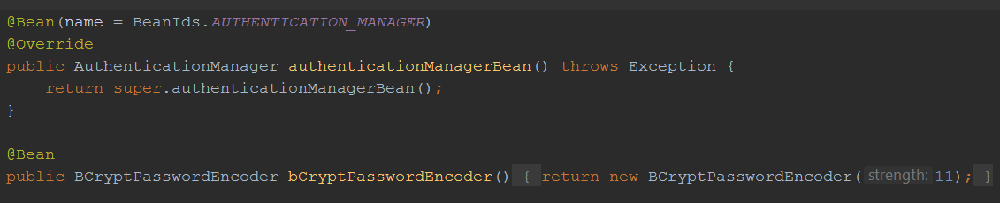 @Bean(name = BeanIds.AUTHENTICATION_MANAGER)
@Override
public AuthenticationManager authenticationManagerBean() throws Exception {
    return super.authenticationManagerBean();
}
@Bean
public BCryptPasswordEncoder bCryptPasswordEncoder() { return new BCryptPasswordEncoder( strength: 11); }